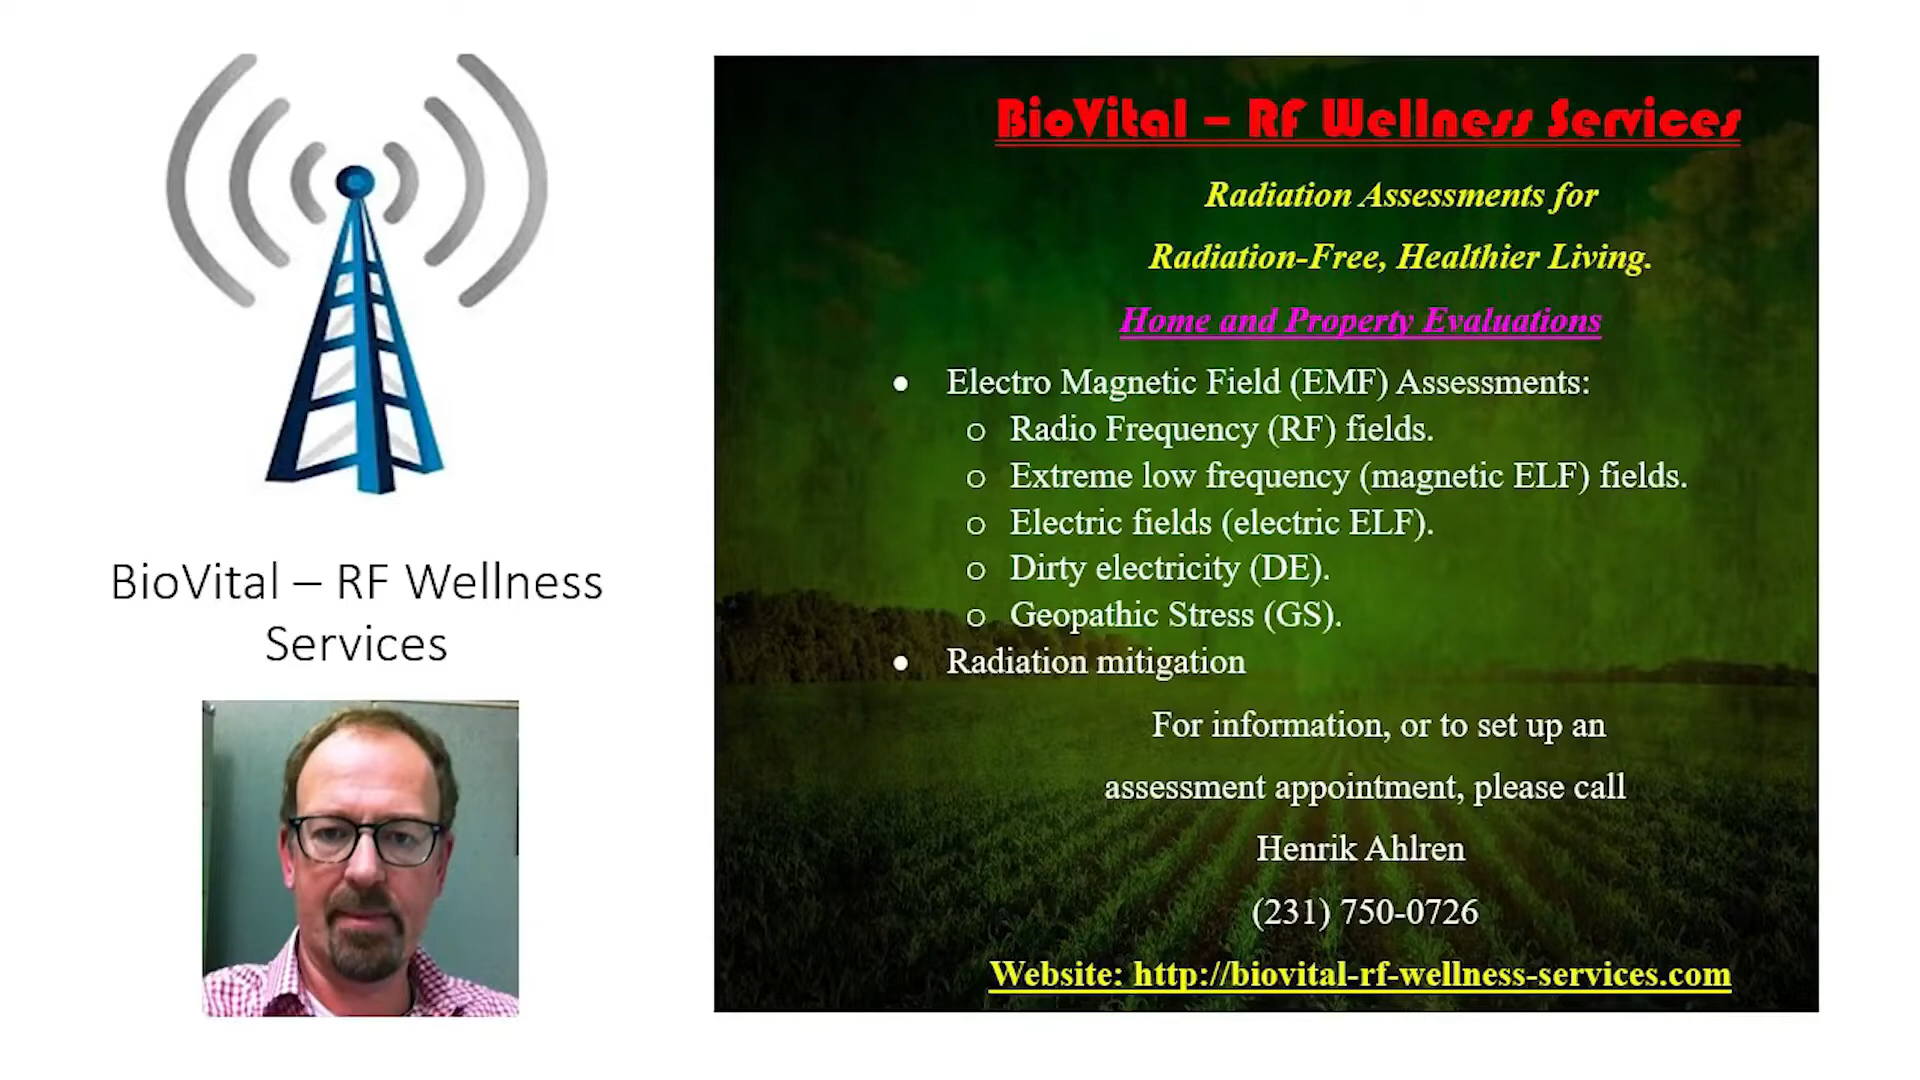 BioVital – RF Wellness
Services
BioVital – RF Wellness Services
Radiation Assessments for
Radiation-Free, Healthier Living.
Home and Property Evaluations
● Electro Magnetic Field (EMF) Assessments:
o Radio Frequency (RF) fields.
o Extreme low frequency (magnetic ELF) fields.
o Electric fields (electric ELF).
o Dirty electricity (DE).
o Geopathic Stress (GS).
● Radiation mitigation
For information, or to set up an
assessment appointment, please call
Henrik Ahlren
(231) 750-0726
Website: http://biovital-rf-wellness-services.com